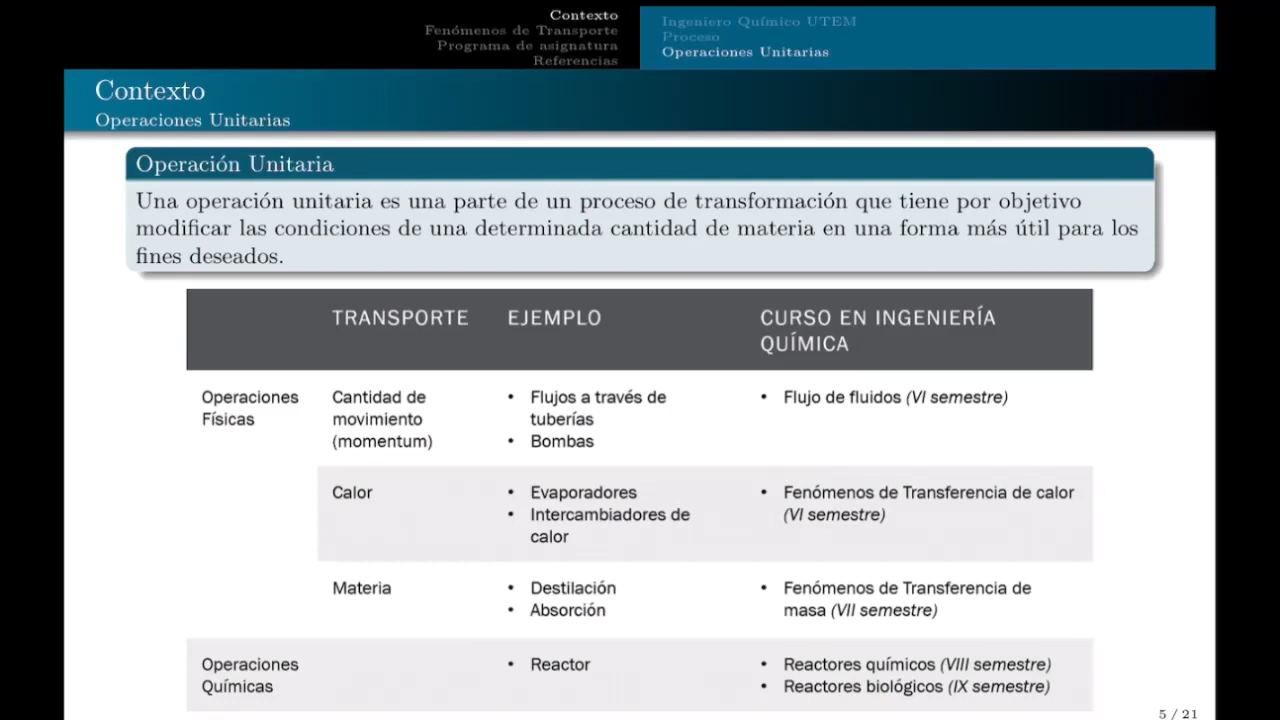 Contexto
Fenómenos de Transporte
Programa de asignatura
Referencias
Ingeniero Químico UTEM
Proceso
Operaciones Unitarias
Contexto
Operaciones Unitarias
Operación Unitaria
Una operación unitaria es una parte de un proceso de transformación que tiene por objetivo
modificar las condiciones de una determinada cantidad de materia en una forma más útil para los
fines deseados.
TRANSPORTE EJEMPLO CURSO EN INGENIERÍA
QUÍMICA
Operaciones
Físicas
Cantidad de
movimiento
(momentum)
• Flujos a través de
tuberías
• Bombas
• Flujo de fluidos (VI semestre)
Calor
• Evaporadores
• Intercambiadores de
calor
• Fenómenos de Transferencia de calor
(VI semestre)
Materia
• Destilación
• Absorción
• Fenómenos de Transferencia de
masa (VII semestre)
Operaciones
Químicas
• Reactor
• Reactores químicos (VIII semestre)
• Reactores biológicos (IX semestre)
5 / 21